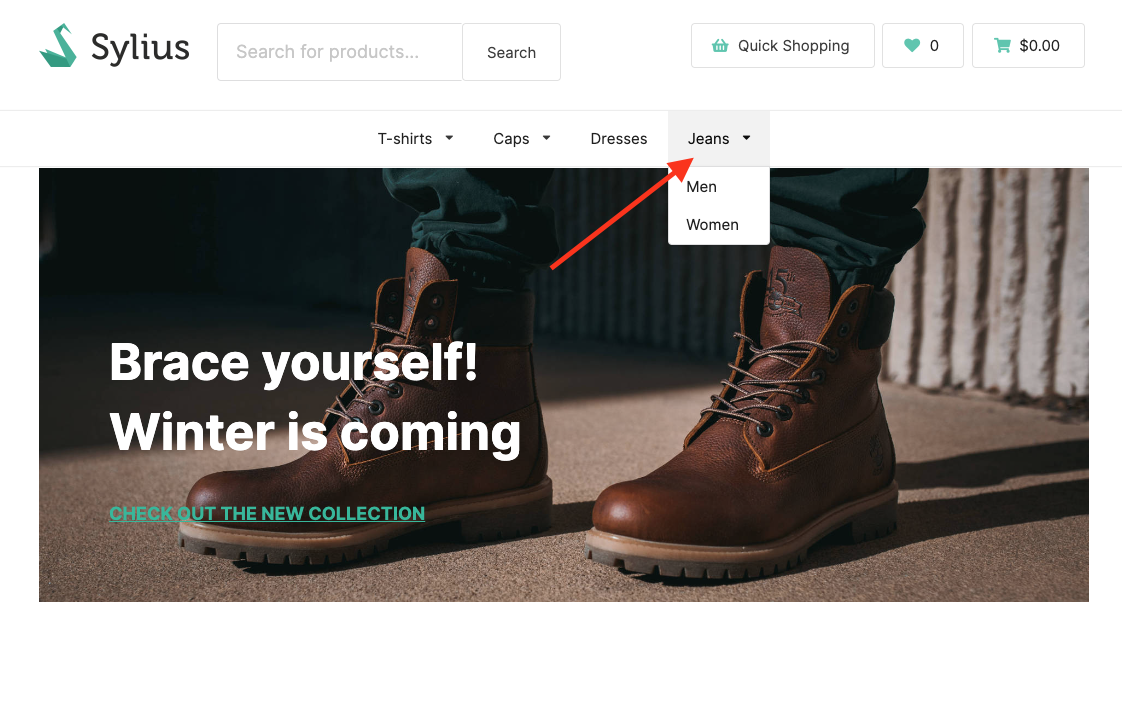 Sylius
Search for products...
Search
Quick Shopping
0
$0.00
T-shirts
Caps
Dresses
Jeans
Men
Women
Brace yourself!
Winter is coming
CHECK OUT THE NEW COLLECTION